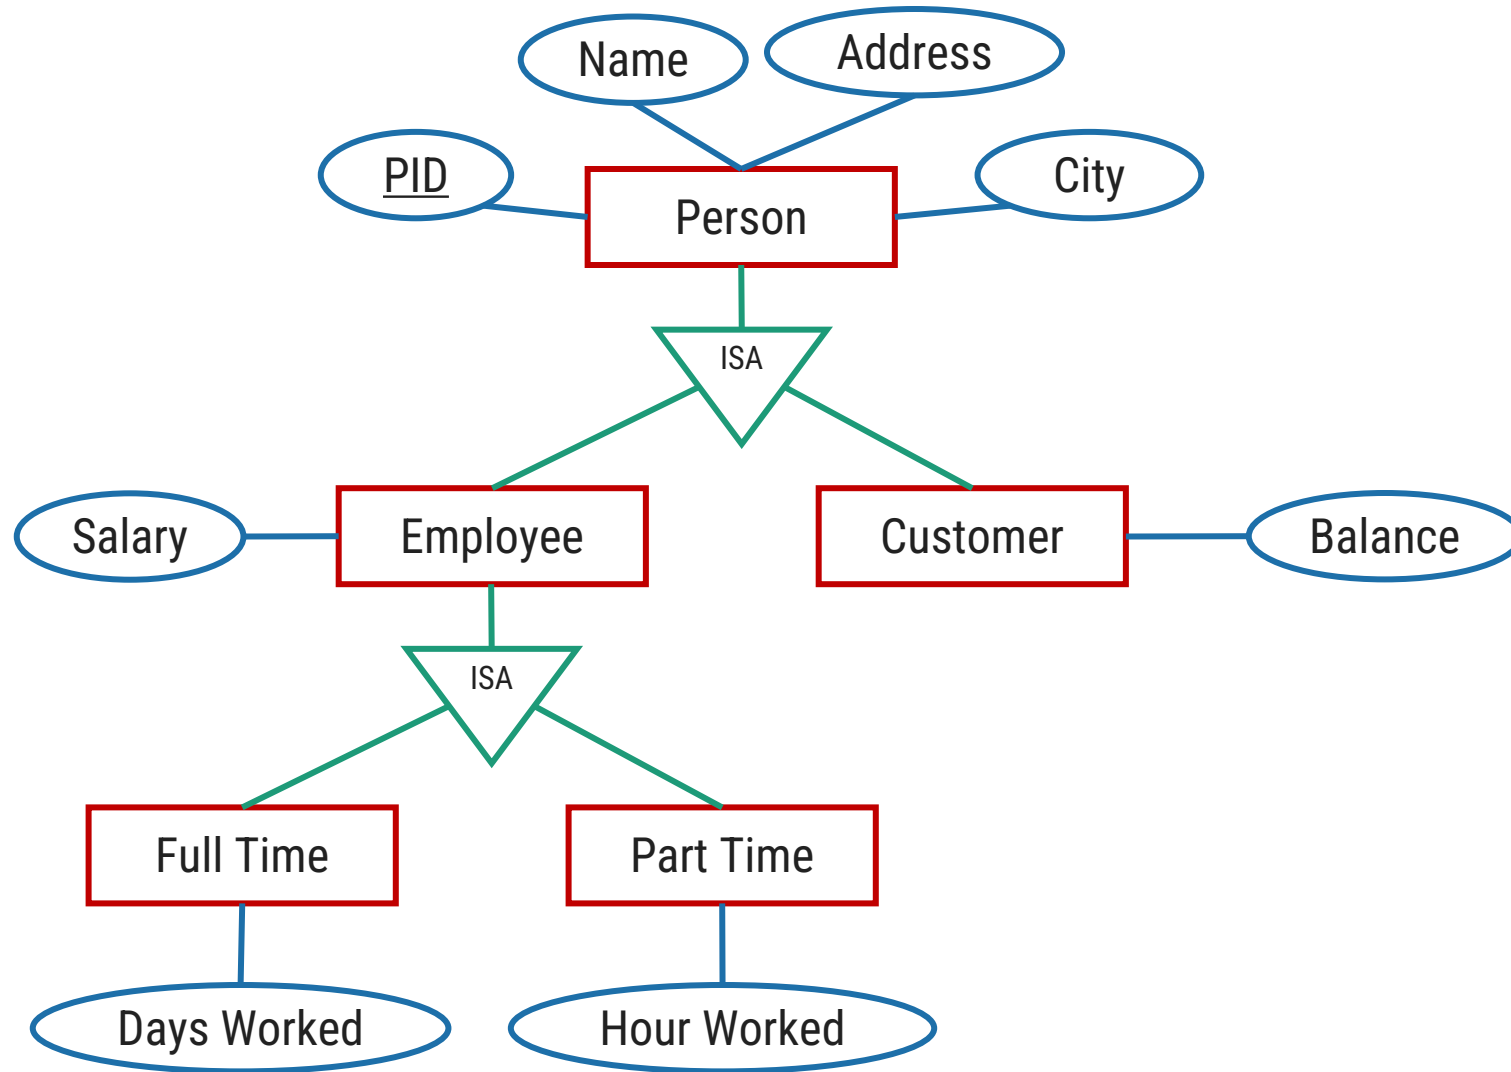 Name
Address
PID
City
Person
ISA
Salary
Employee
Customer
Balance
ISA
Full Time
Part Time
Days Worked
Hour Worked